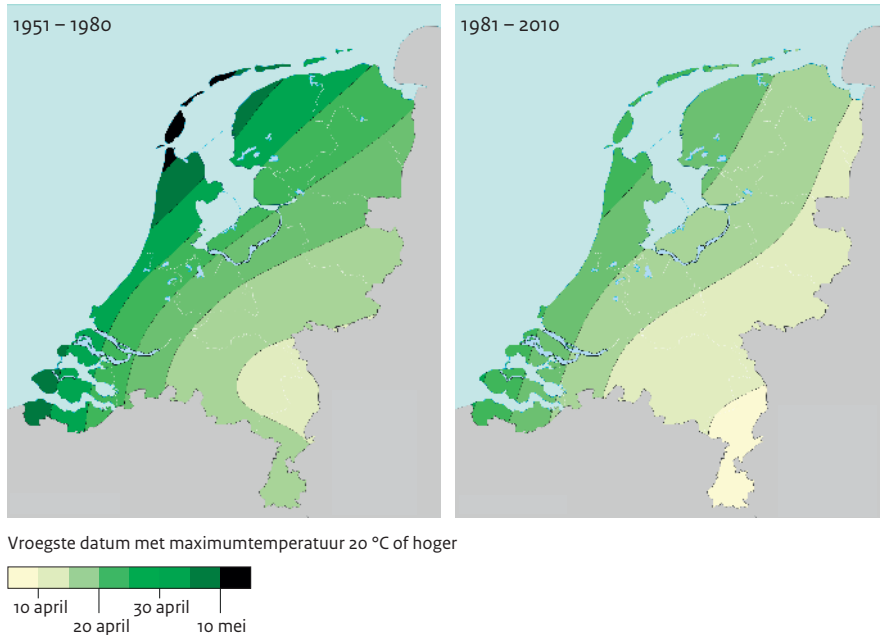 1951 – 1980
1981 – 2010
Vroegste datum met maximumtemperatuur 20 °C of hoger
10 april
30 april
20 april
10 mei